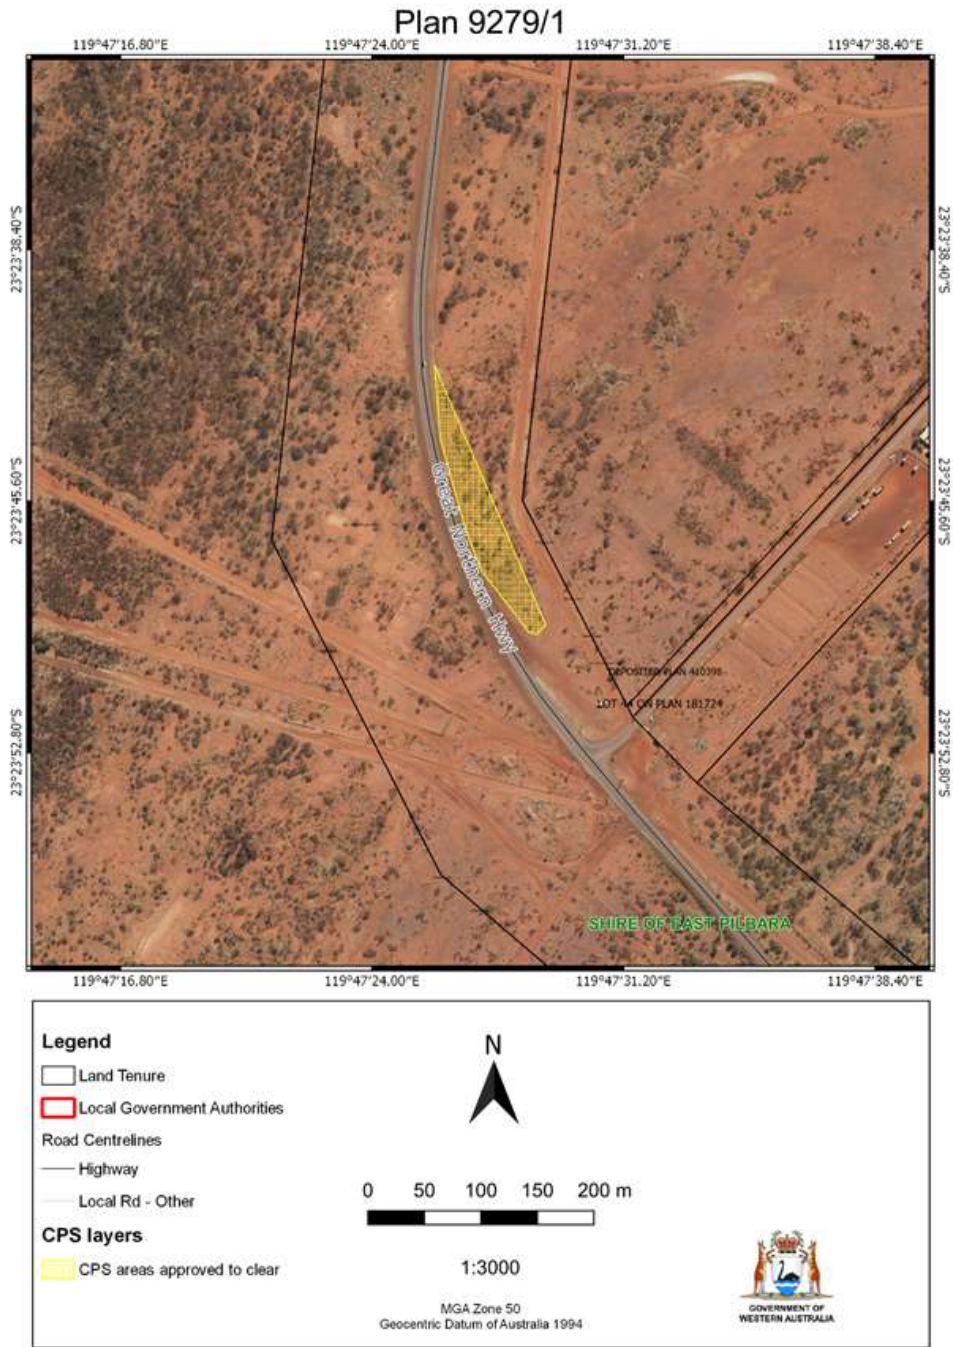 Plan 9279/1
119°47'16.80"E 119°47'24.00"E 119°47'31.20"E 119°47'38.40"E
23°23'38.40"S 23°23'38.40"S
23°23'45.60"S 23°23'45.60"S
23°23'52.80"S 23°23'52.80"S
Great Northern Hwy
DEPOSITED PLAN 410396
LOT 44 ON PLAN 181724
SHIRE OF EAST PILBARA
119°47'16.80"E 119°47'24.00"E 119°47'31.20"E 119°47'38.40"E
Legend
Land Tenure
Local Government Authorities
Road Centrelines
Highway
Local Rd - Other
CPS layers
CPS areas approved to clear
N
0 50 100 150 200 m
1:3000
MGA Zone 50
Geocentric Datum of Australia 1994
GOVERNMENT OF
WESTERN AUSTRALIA